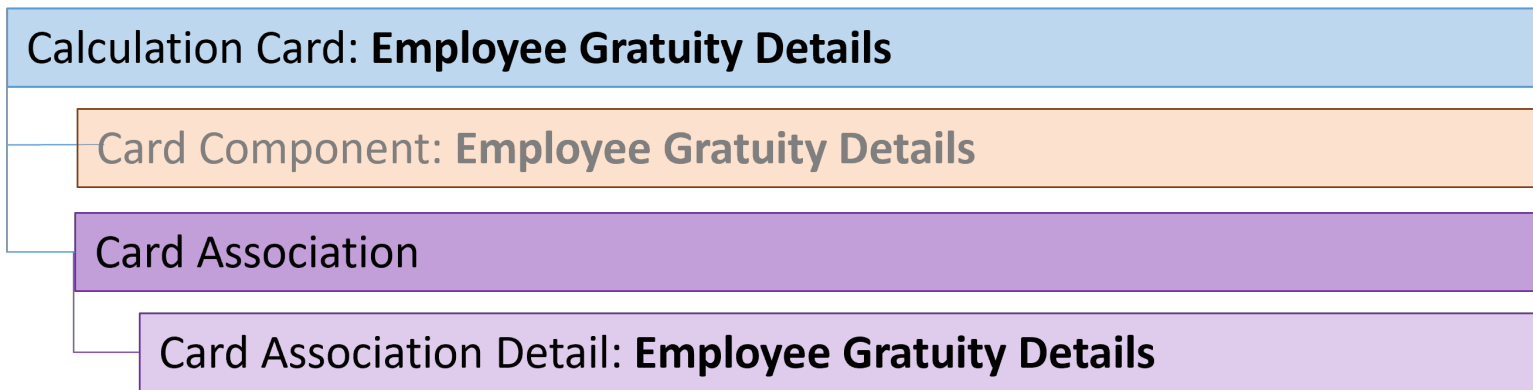 Calculation Card: Employee Gratuity Details
Card Component: Employee Gratuity Details
Card Association
Card Association Detail: Employee Gratuity Details